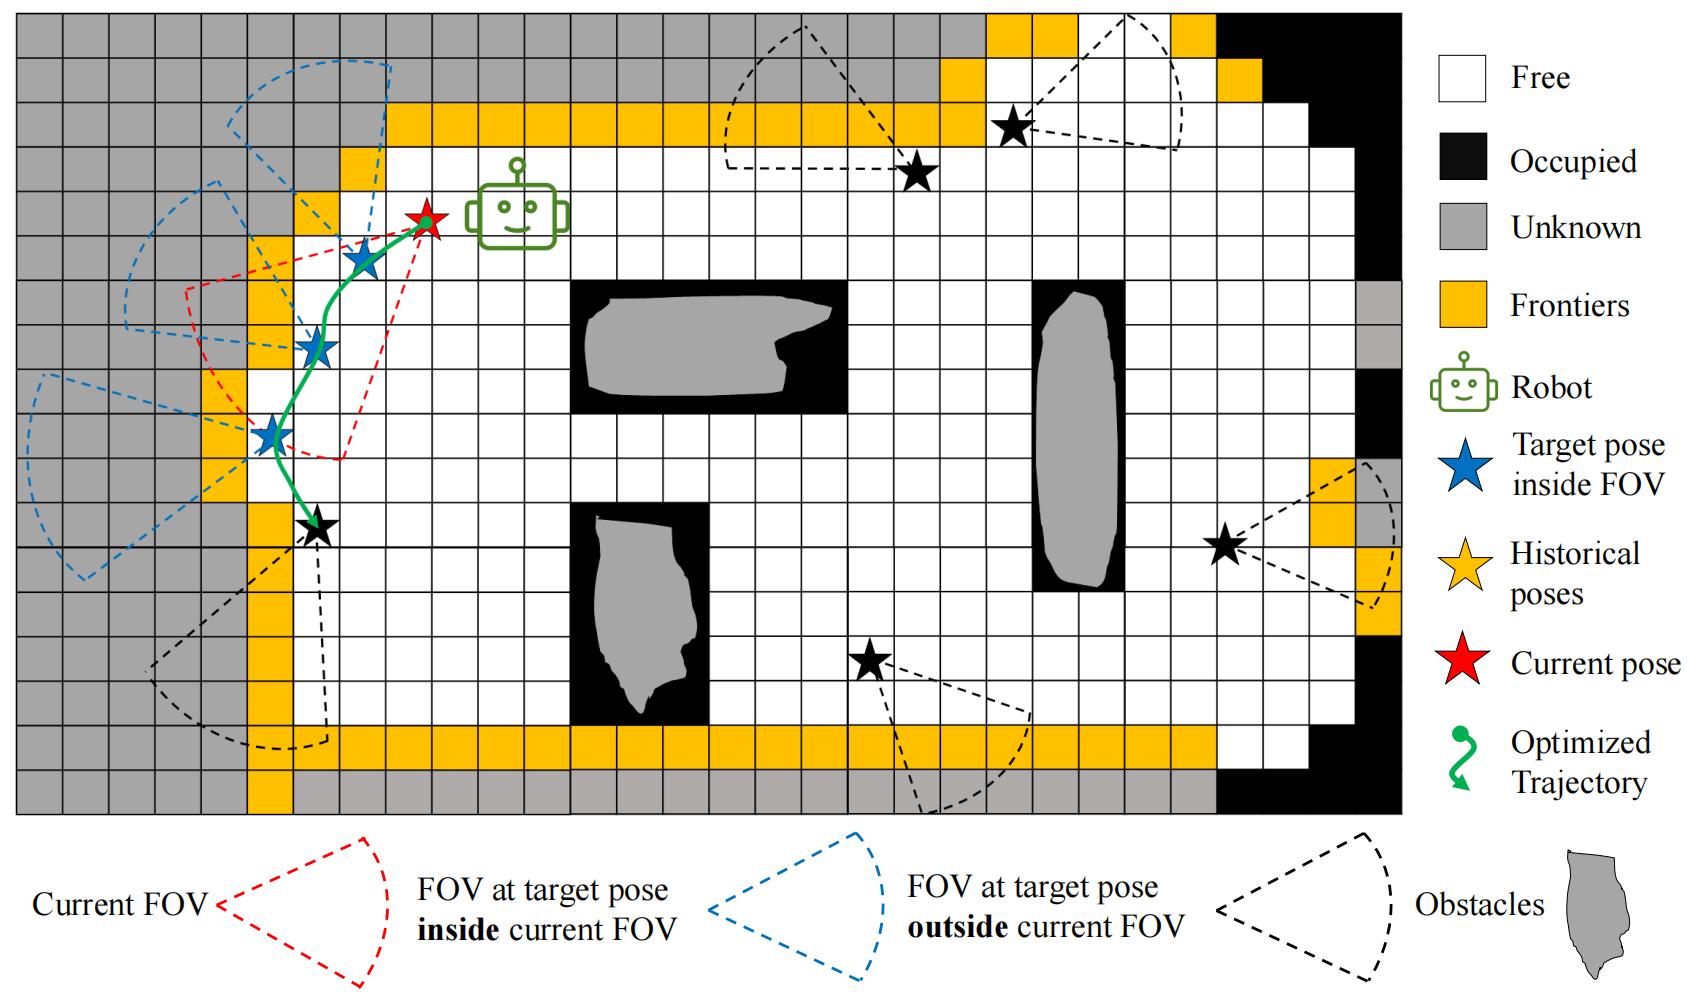 Free
Occupied
Unknown
Frontiers
Robot
Target pose
inside FOV
Historical
poses
Current pose
Optimized
Trajectory
Current FOV
FOV at target pose
inside current FOV
FOV at target pose
outside current FOV
Obstacles